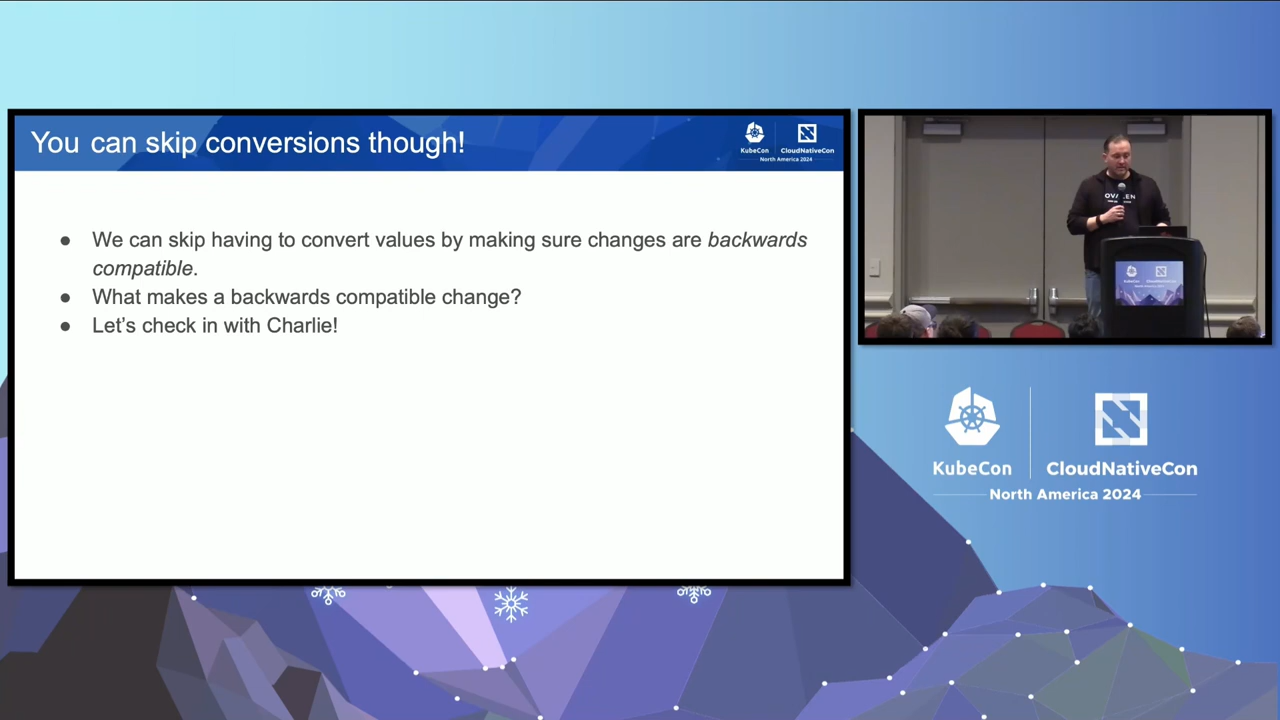 You can skip conversions though!
KubeCon
CloudNativeCon
North America 2024
● We can skip having to convert values by making sure changes are backwards
compatible.
● What makes a backwards compatible change?
● Let's check in with Charlie!
KubeCon
CloudNativeCon
North America 2024